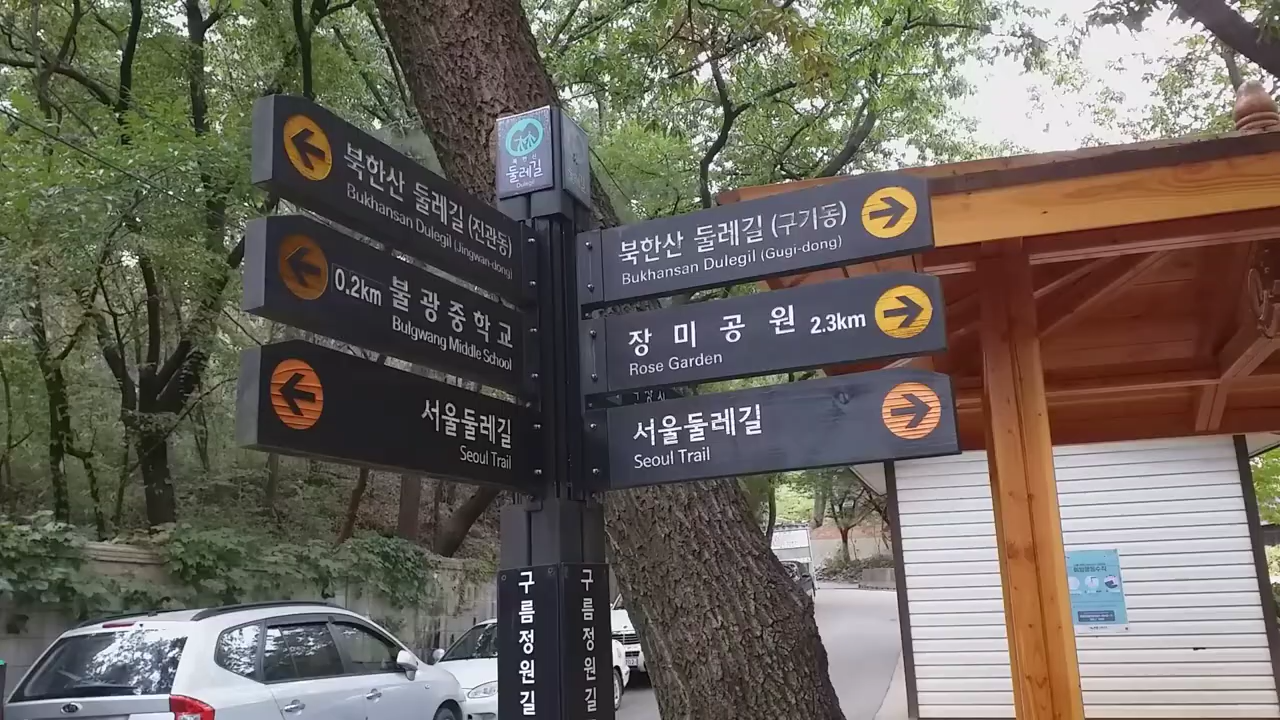 북한산
둘레길
Dulegil
북한산 둘레길 (진관동)
Bukhansan Dulegil (Jingwan-dong)
0.2km 불광중학교
Bulgwang Middle School
서울둘레길
Seoul Trail
북한산 둘레길 (구기동)
Bukhansan Dulegil (Gugi-dong)
장미공원 2.3km
Rose Garden
서울둘레길
Seoul Trail
구름정원길
구름정원길